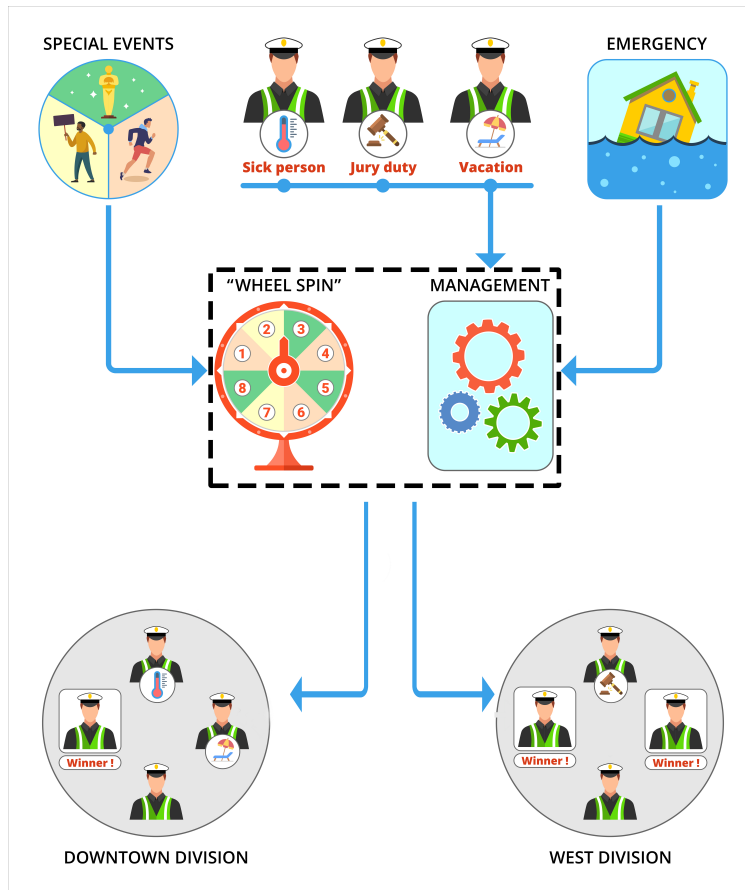 SPECIAL EVENTS
EMERGENCY
Sick person
Jury duty
Vacation
“WHEEL SPIN”
MANAGEMENT
1
2
3
4
5
6
7
8
Winner !
Winner !
Winner !
DOWNTOWN DIVISION
WEST DIVISION